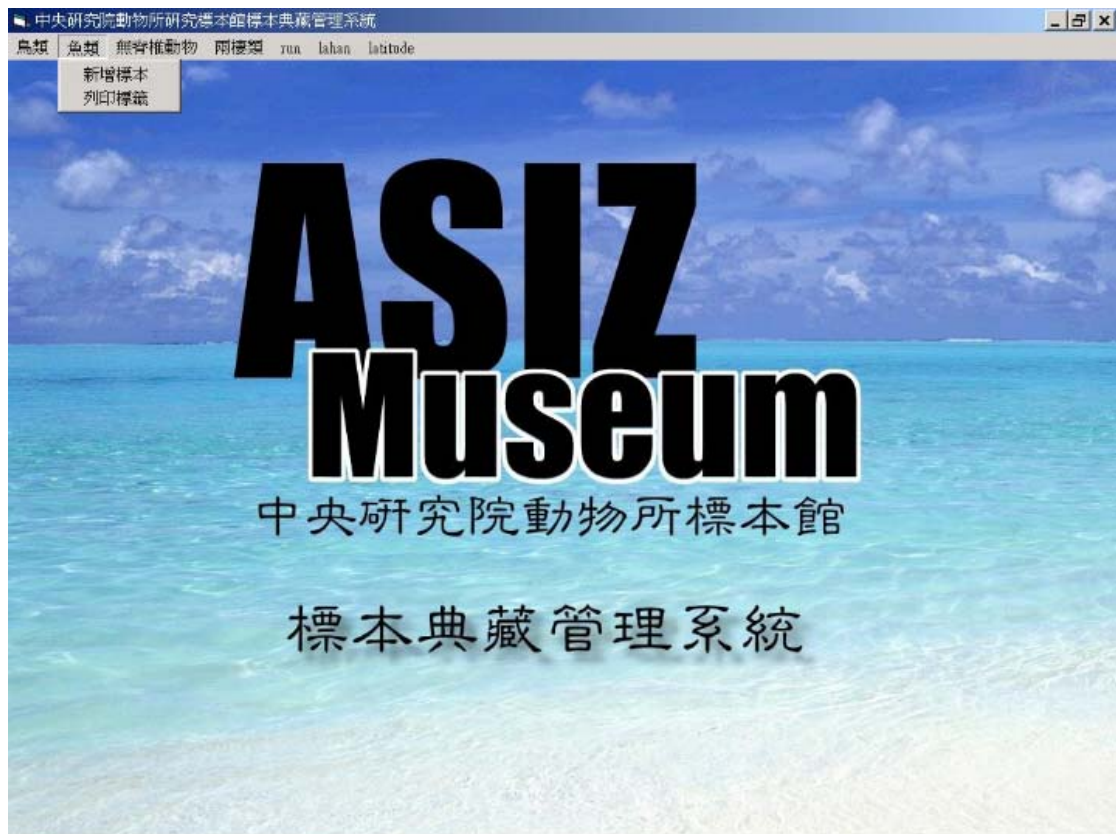 中央研究院動物所研究標本館標本典藏管理系統
鳥類 魚類 無脊椎動物 兩棲類 run lahan latitude
新增標本
列印標籤
ASIZ
Museum
中央研究院動物所標本館
標本典藏管理系統